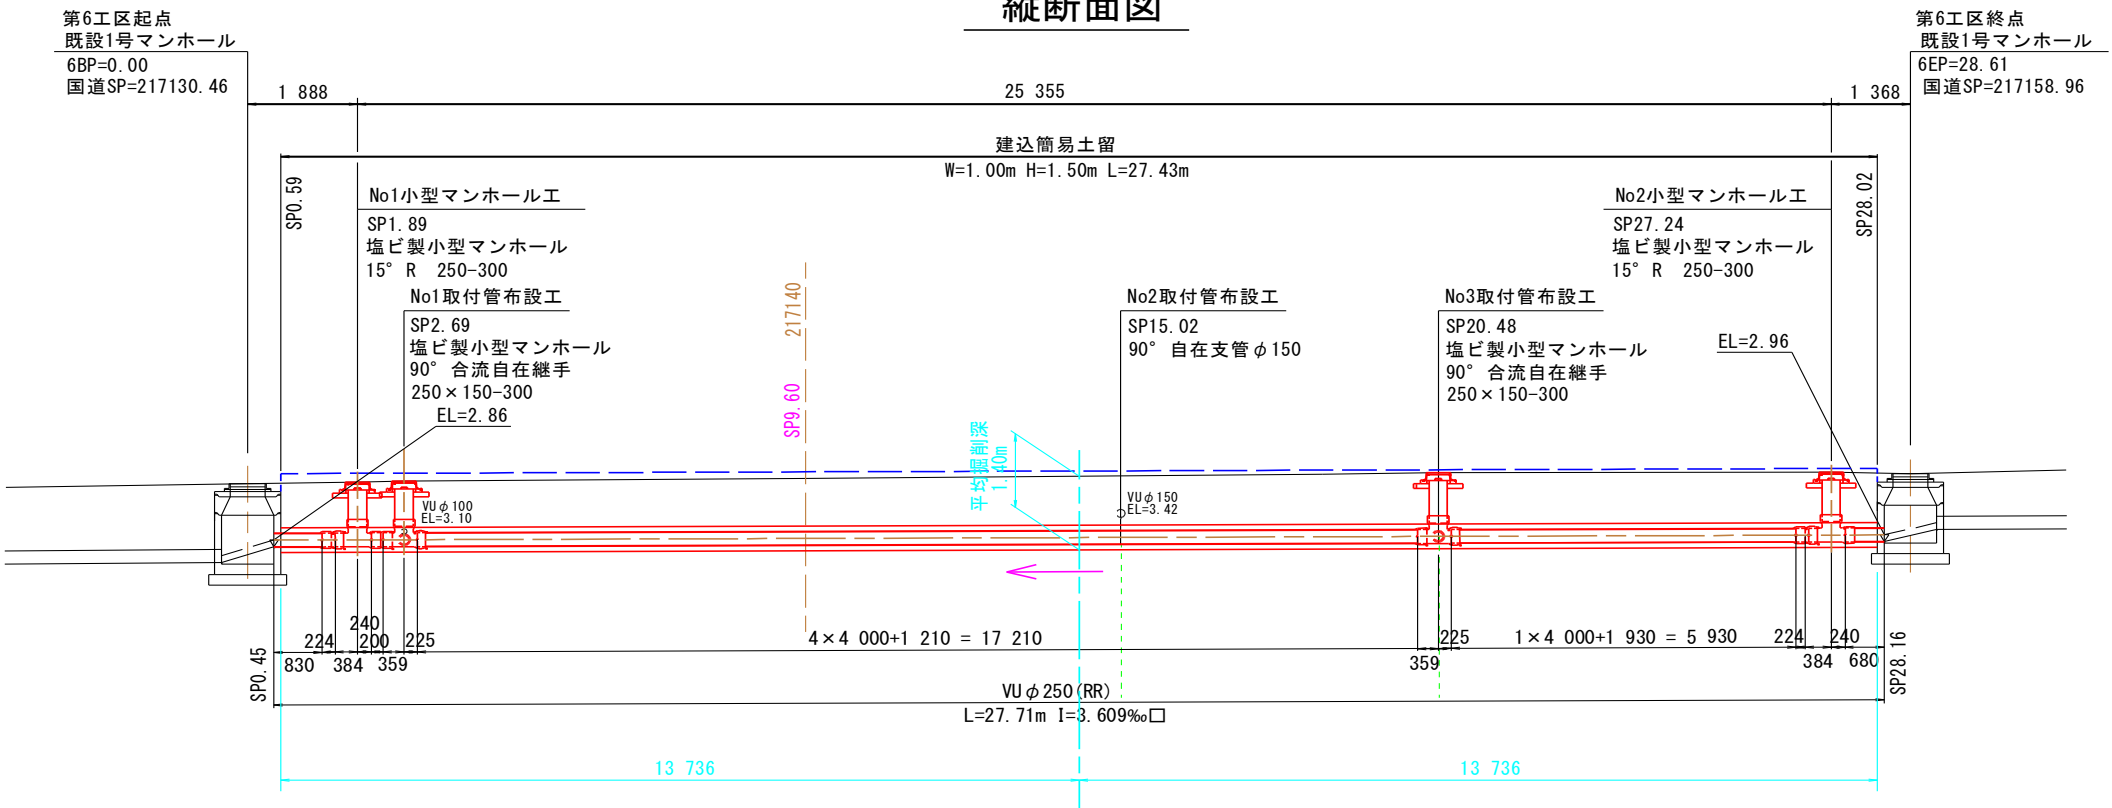 縦断面図
第6工区起点
既設1号マンホール
6BP=0.00
国道SP=217130.46
第6工区終点
既設1号マンホール
6EP=28.61
国道SP=217158.96
1 888
25 355
1 368
建込簡易土留
W=1.00m H=1.50m L=27.43m
SP0.59
SP28.02
No1小型マンホール工
SP1.89
塩ビ製小型マンホール
15° R 250-300
No2小型マンホール工
SP27.24
塩ビ製小型マンホール
15° R 250-300
No1取付管布設工
SP2.69
塩ビ製小型マンホール
90° 合流自在継手
250×150-300
EL=2.86
217140
SP9.60
No2取付管布設工
SP15.02
90° 自在支管φ150
No3取付管布設工
SP20.48
塩ビ製小型マンホール
90° 合流自在継手
250×150-300
EL=2.96
平均掘削深
1.40m
VUφ100
EL=3.10
VUφ150
EL=3.42
240
224 200 225
830 384 359
4×4 000+1 210 = 17 210
225
359
1×4 000+1 930 = 5 930
224 240
384 680
SP0.45
SP28.16
VUφ250(RR)
L=27.71m I=3.609‰□
13 736
13 736